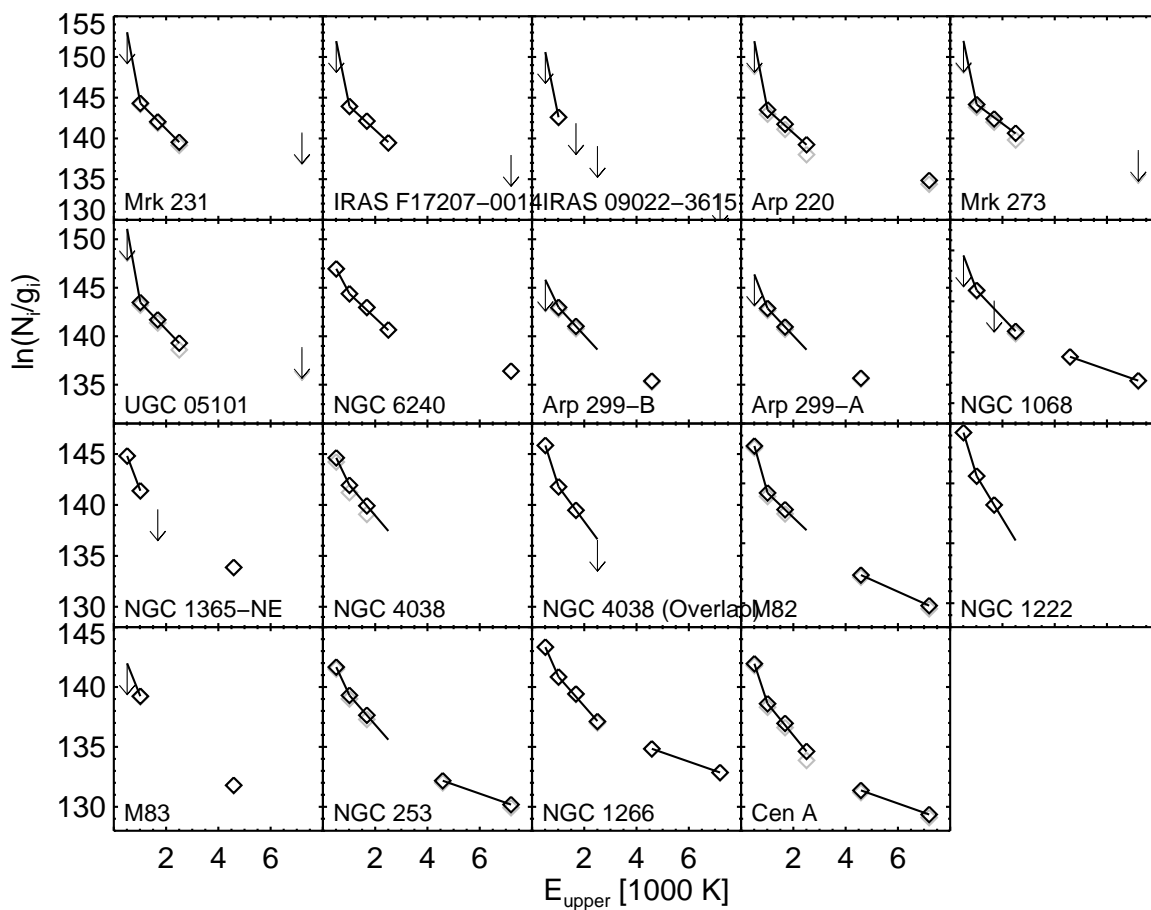 155
150
145
140
135
130
Mrk 231
IRAS F17207−0014
IRAS 09022−3615
Arp 220
Mrk 273
ln(Ni/gi)
150
145
140
135
UGC 05101
NGC 6240
Arp 299−B
Arp 299−A
NGC 1068
145
140
135
130
NGC 1365−NE
NGC 4038
NGC 4038 (Overlap)
M82
NGC 1222
145
140
135
130
M83
NGC 253
NGC 1266
Cen A
2 4 6 2 4 6 2 4 6 2 4 6
Eupper [1000 K]